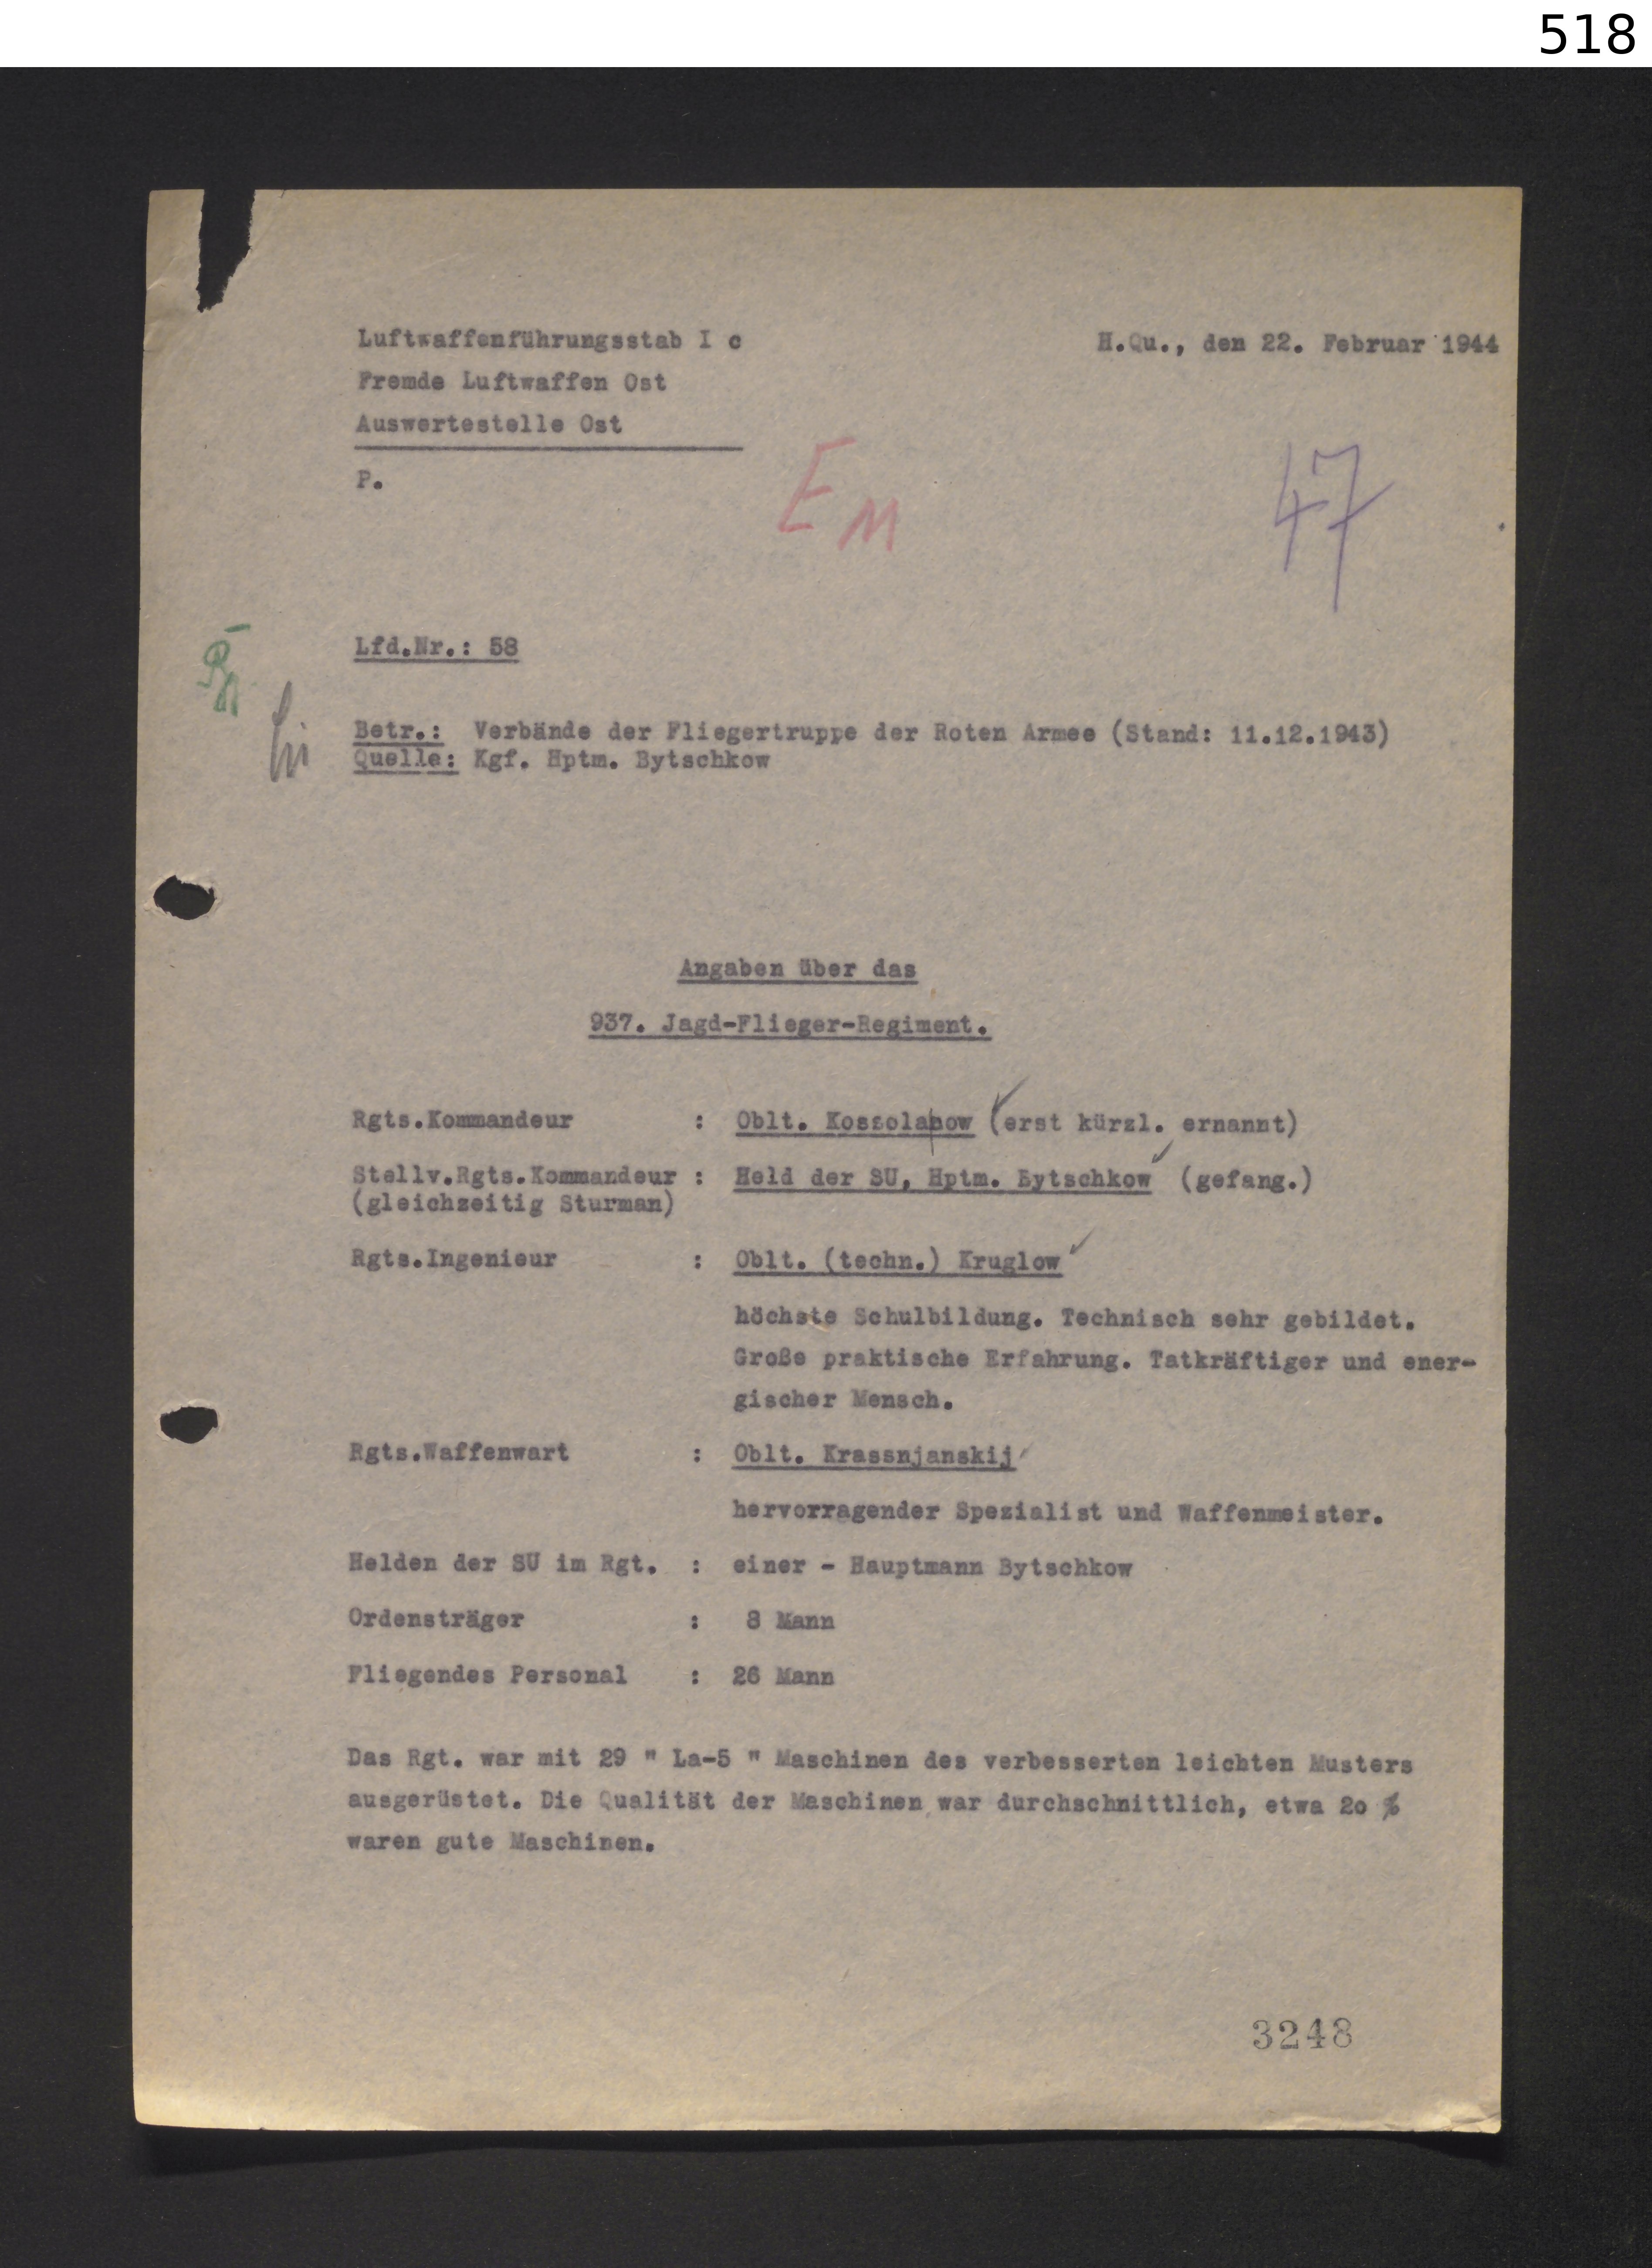 518
Luftwaffenführungsstab I c
H.Qu., den 22. Februar 1944
Fremde Luftwaffen Ost
Auswertestelle Ost
P.
E M
47
Lfd.Nr.: 58
Betr.: Verbände der Fliegertruppe der Roten Armee (Stand: 11.12.1943)
Quelle: Kgf. Hptm. Bytschkow
Angaben über das
937. Jagd-Flieger-Regiment.
Rgts.Kommandeur : Oblt. Kossolapow (erst kürzl. ernannt)
Stellv.Rgts.Kommandeur : Held der SU, Hptm. Bytschkow (gefang.)
(gleichzeitig Sturman)
Rgts.Ingenieur : Oblt. (techn.) Kruglow
höchste Schulbildung. Technisch sehr gebildet.
Große praktische Erfahrung. Tatkräftiger und ener-
gischer Mensch.
Rgts.Waffenwart : Oblt. Krassnjanskij
hervorragender Spezialist und Waffenmeister.
Helden der SU im Rgt. : einer - Hauptmann Bytschkow
Ordensträger : 8 Mann
Fliegendes Personal : 26 Mann
Das Rgt. war mit 29 " La-5 " Maschinen des verbesserten leichten Musters
ausgerüstet. Die Qualität der Maschinen war durchschnittlich, etwa 2o %
waren gute Maschinen.
3248